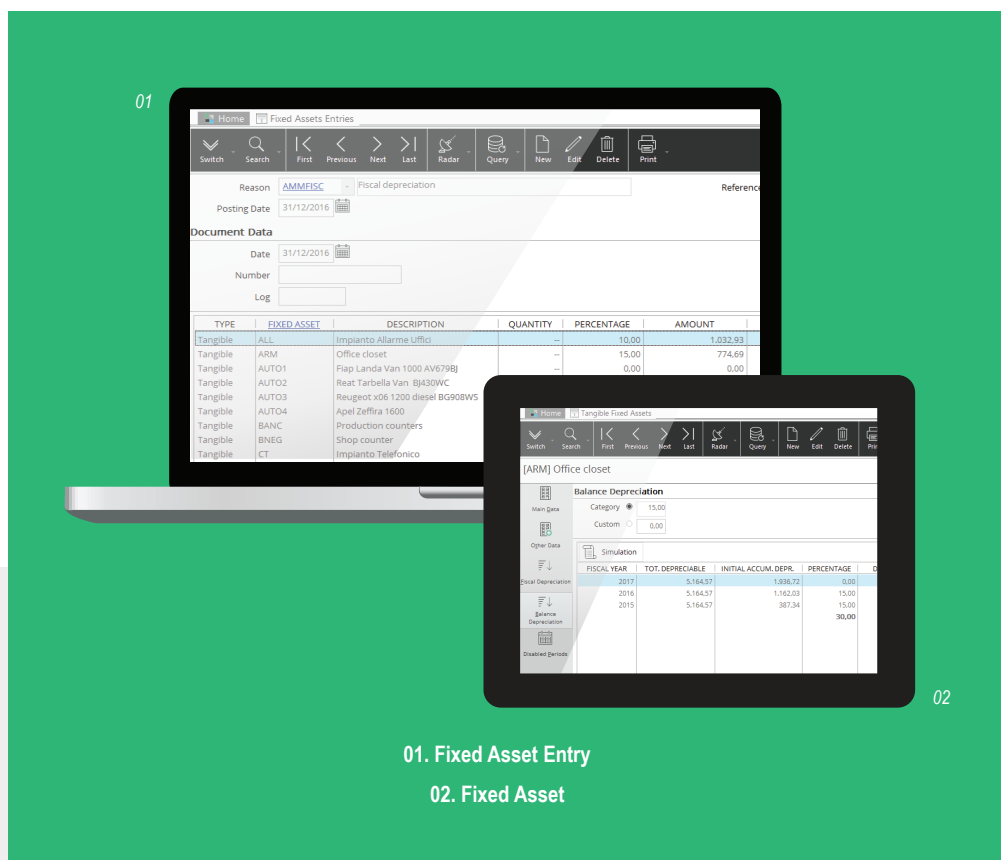 01
Home Fixed Assets Entries
Switch Search First Previous Next Last Radar Query New Edit Delete Print
Reason AMMFISC Fiscal depreciation Reference
Posting Date 31/12/2016
Document Data
Date 31/12/2016
Number
Log
TYPE FIXED ASSET DESCRIPTION QUANTITY PERCENTAGE AMOUNT
Tangible ALL Impianto Allarme Uffici -- 10,00 1.032,93
Tangible ARM Office closet -- 15,00 774,69
Tangible AUTO1 Fiap Landa Van 1000 AV679BJ -- 0,00 0,00
Tangible AUTO2 Reat Tarbella Van BJ430WC
Tangible AUTO3 Reugeot x06 1200 diesel BG908WS
Tangible AUTO4 Apel Zeffira 1600
Tangible BANC Production counters
Tangible BNEG Shop counter
Tangible CT Impianto Telefonico
Home Tangible Fixed Assets
Switch Search First Previous Next Last Radar Query New Edit Delete
[ARM] Office closet
Main Data
Other Data
Fiscal Depreciation
Balance Depreciation
Disabled Periods
Balance Depreciation
Category 15,00
Custom 0,00
Simulation
FISCAL YEAR TOT. DEPRECIABLE INITIAL ACCUM. DEPR. PERCENTAGE D
2017 5.164,57 1.936,72 0,00
2016 5.164,57 1.162,03 15,00
2015 5.164,57 387,34 15,00
30,00
02
01. Fixed Asset Entry
02. Fixed Asset